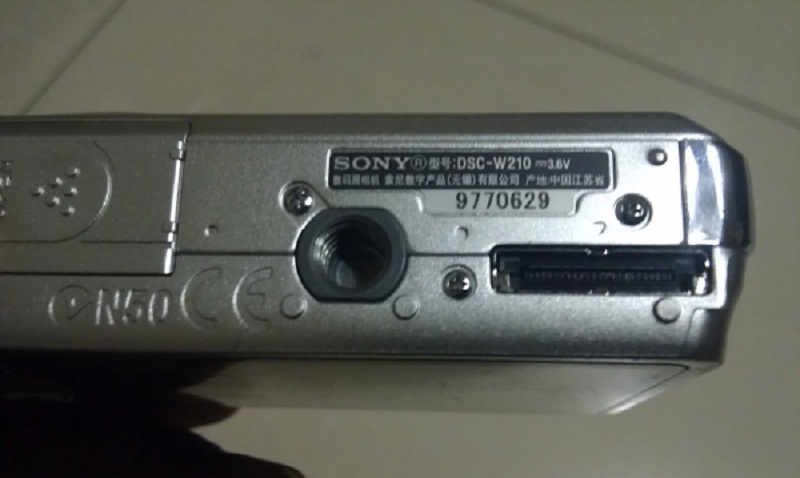 SONY® 型号:DSC-W210 ⎓3.6V
数码照相机 索尼数字产品(无锡)有限公司 产地:中国江苏省
9770629
N50 CE